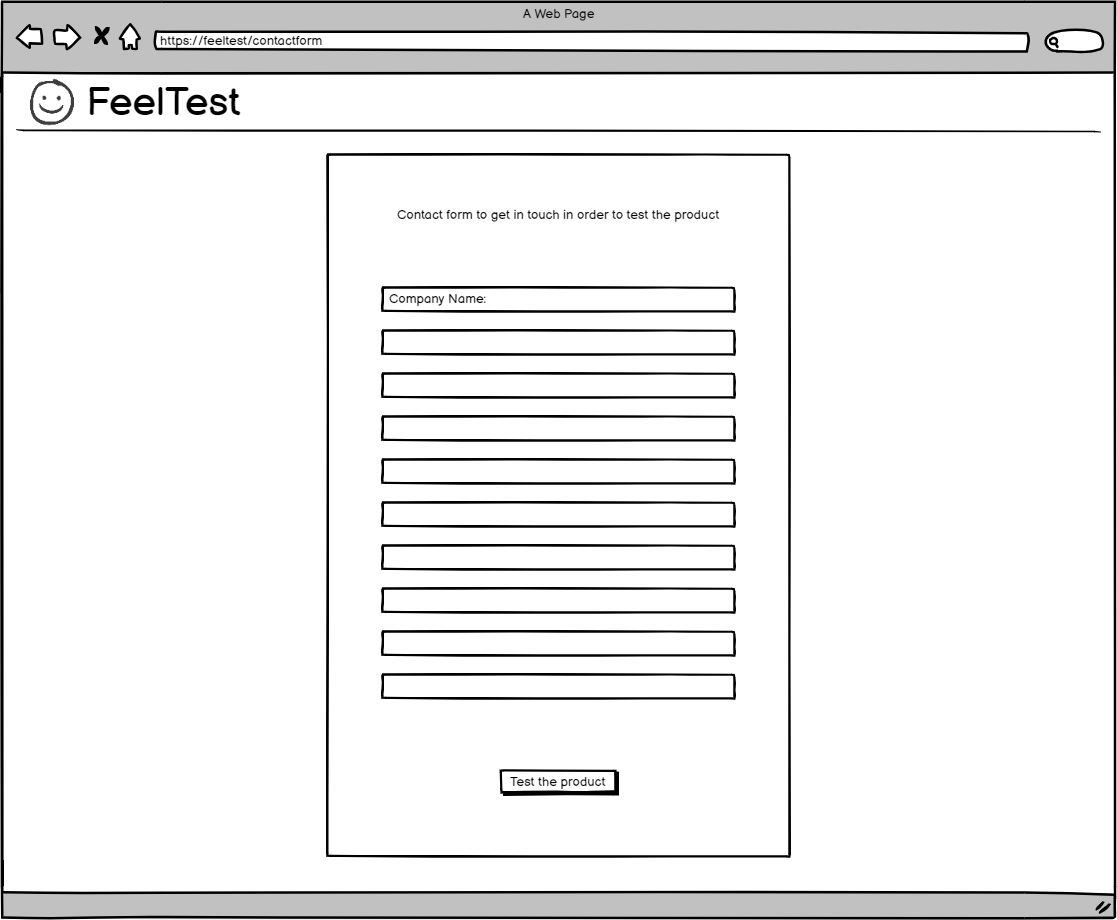 A Web Page
https://feeltest/contactform
FeelTest
Contact form to get in touch in order to test the product
Company Name:
Test the product